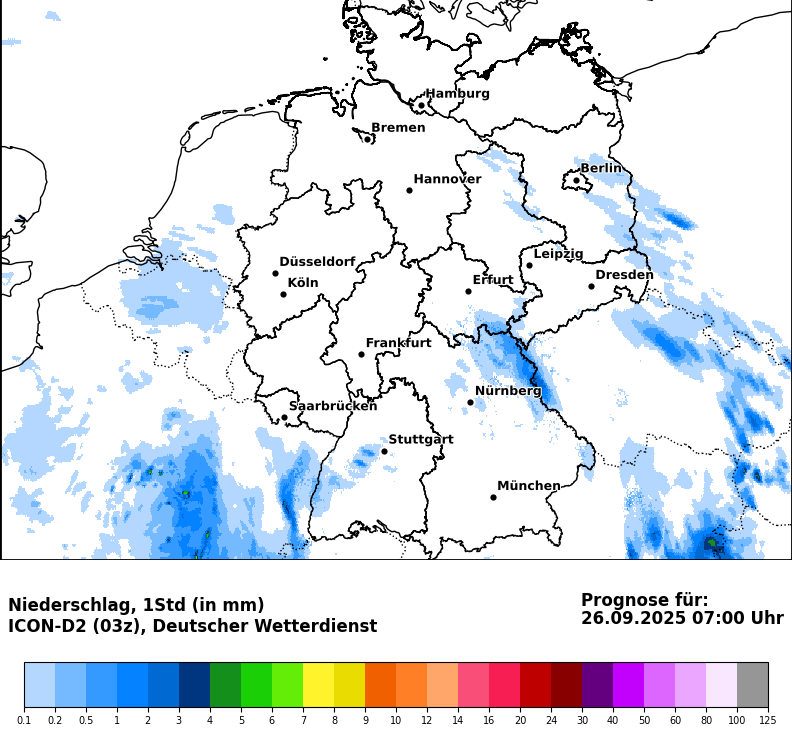 Hamburg
Bremen
Berlin
Hannover
Leipzig
Düsseldorf
Dresden
Köln
Erfurt
Frankfurt
Nürnberg
Saarbrücken
Stuttgart
München
Niederschlag, 1Std (in mm)
ICON-D2 (03z), Deutscher Wetterdienst
Prognose für:
26.09.2025 07:00 Uhr
0.1 0.2 0.5 1 2 3 4 5 6 7 8 9 10 12 14 16 20 24 30 40 50 60 80 100 125